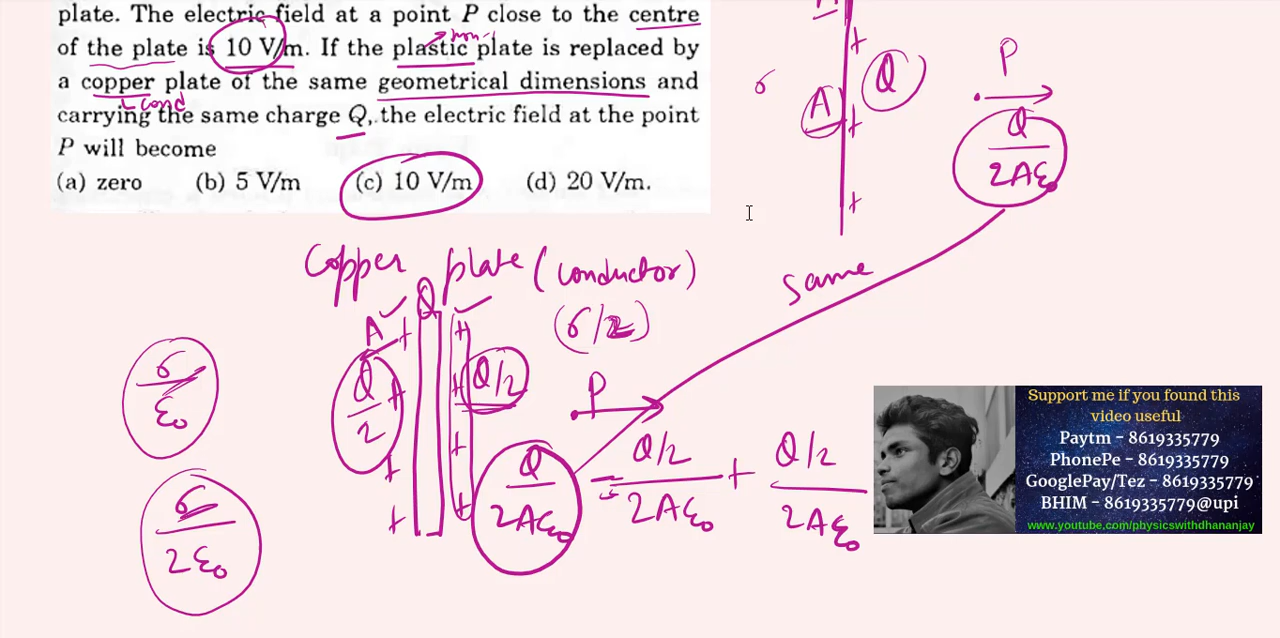 plate. The electric field at a point P close to the centre
of the plate is 10 V/m. If the plastic plate is replaced by
a copper plate of the same geometrical dimensions and
carrying the same charge Q, the electric field at the point
P will become
(a) zero (b) 5 V/m (c) 10 V/m (d) 20 V/m.
non-
cond
A
+
σ
A
Q
+
+
P
Q
2Aε₀
same
Copper plate (conductor)
Q
(σ/2)
A
+
+
Q
2
+
+
+
+
Q/2
+
+
P
Q
2Aε₀
=
Q/2
2Aε₀
+
Q/2
2Aε₀
σ
ε₀
σ
2ε₀
Support me if you found this
video useful
Paytm - 8619335779
PhonePe - 8619335779
GooglePay/Tez - 8619335779
BHIM - 8619335779@upi
www.youtube.com/physicswithdhananjay